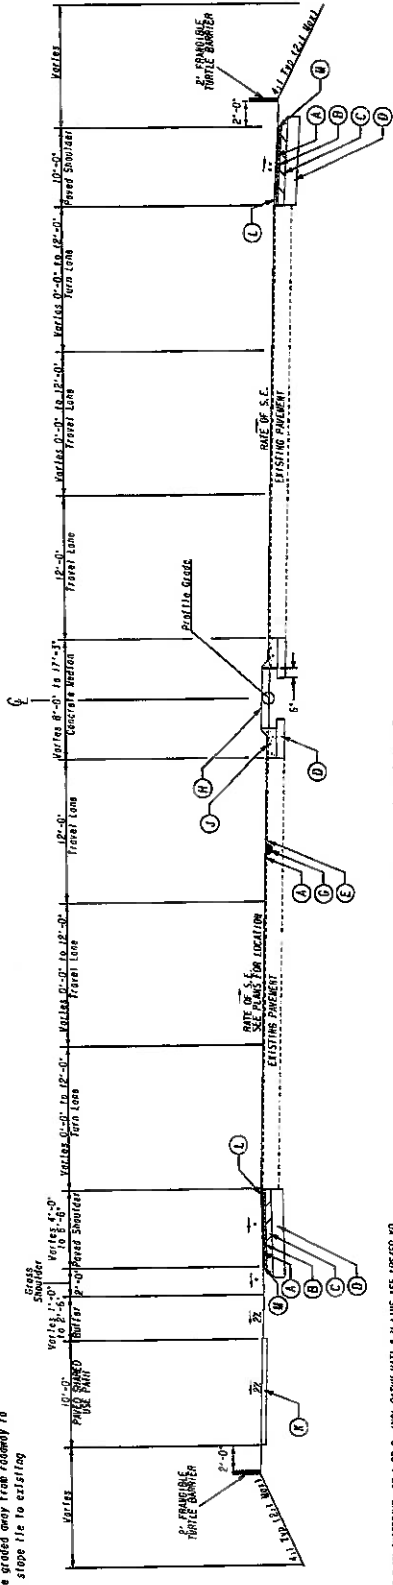 e graded away from roadway to
slope tie to existing
Varies
10'-0"
PAVED SHARED
USE PATH
Varies 1'-0"
to 2'-6"
Buffer
Grass
Shoulder
2'-0"
Varies 4'-0"
Paved Shoulder
Varies 0'-0" to 12'-0"
Turn Lane
Varies 0'-0" to 12'-0"
Travel Lane
12'-0"
Travel Lane
Varies 8'-0" to 17'-3"
Concrete Median
℄
12'-0"
Travel Lane
Varies 0'-0" to 12'-0"
Travel Lane
Varies 0'-0" to 12'-0"
Turn Lane
10'-0"
Paved Shoulder
Varies
2' FRANGIBLE
TURTLE BARRIER
2'-0"
4:1 Typ (2:1 Max)
2%
2%
K
M
A
B
C
D
L
RATE OF S.E.
SEE PLANS FOR LOCATION
EXISTING PAVEMENT
A
G
E
J
H
D
6"
Profile Grade
RATE OF S.E.
EXISTING PAVEMENT
L
2'-0"
2' FRANGIBLE
TURTLE BARRIER
4:1 Typ (2:1 Max)
M
A
B
C
D